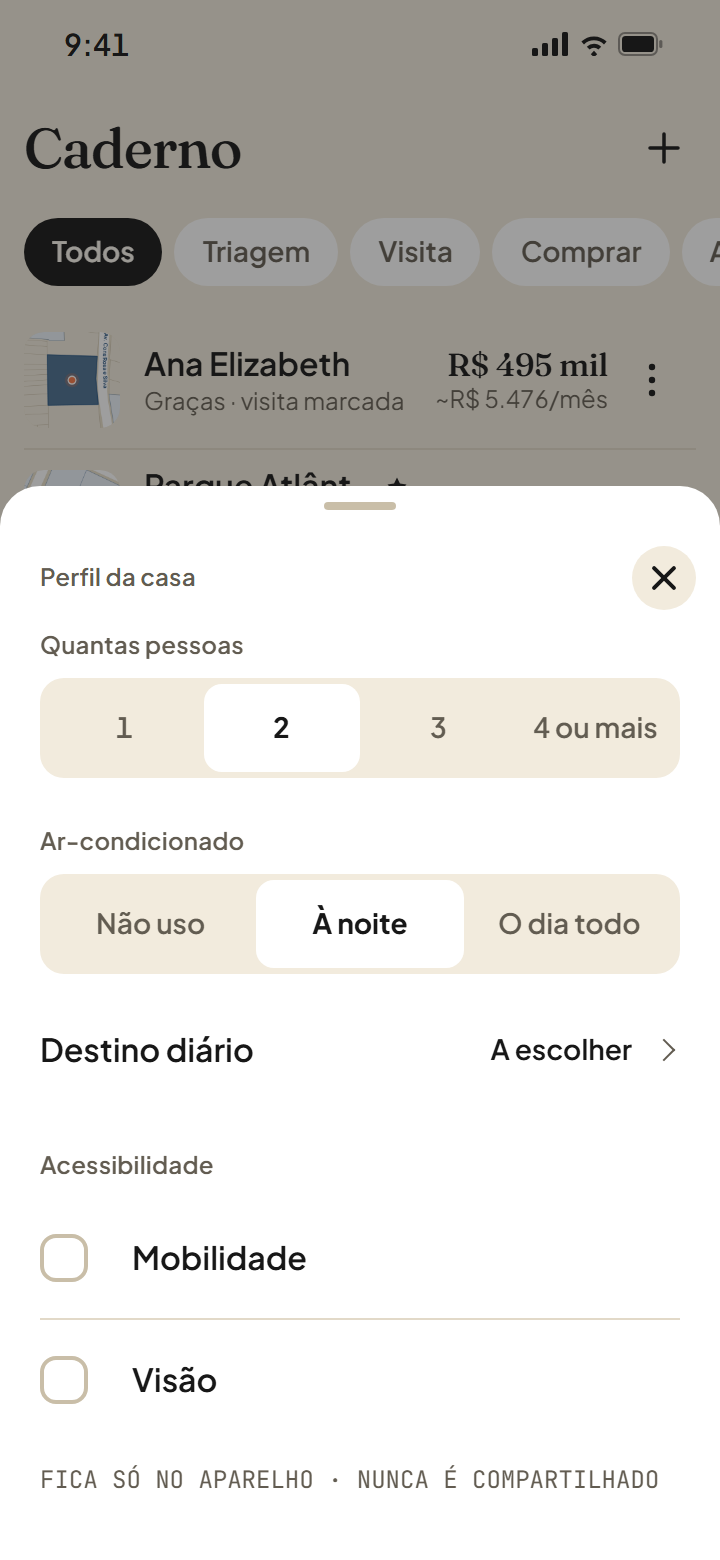 9:41
Caderno
Todos Triagem Visita Comprar
Ana Elizabeth R$ 495 mil
Graças · visita marcada ~R$ 5.476/mês
Parque Atlânt
Perfil da casa
Quantas pessoas
1 2 3 4 ou mais
Ar-condicionado
Não uso À noite O dia todo
Destino diário A escolher
Acessibilidade
Mobilidade
Visão
FICA SÓ NO APARELHO · NUNCA É COMPARTILHADO